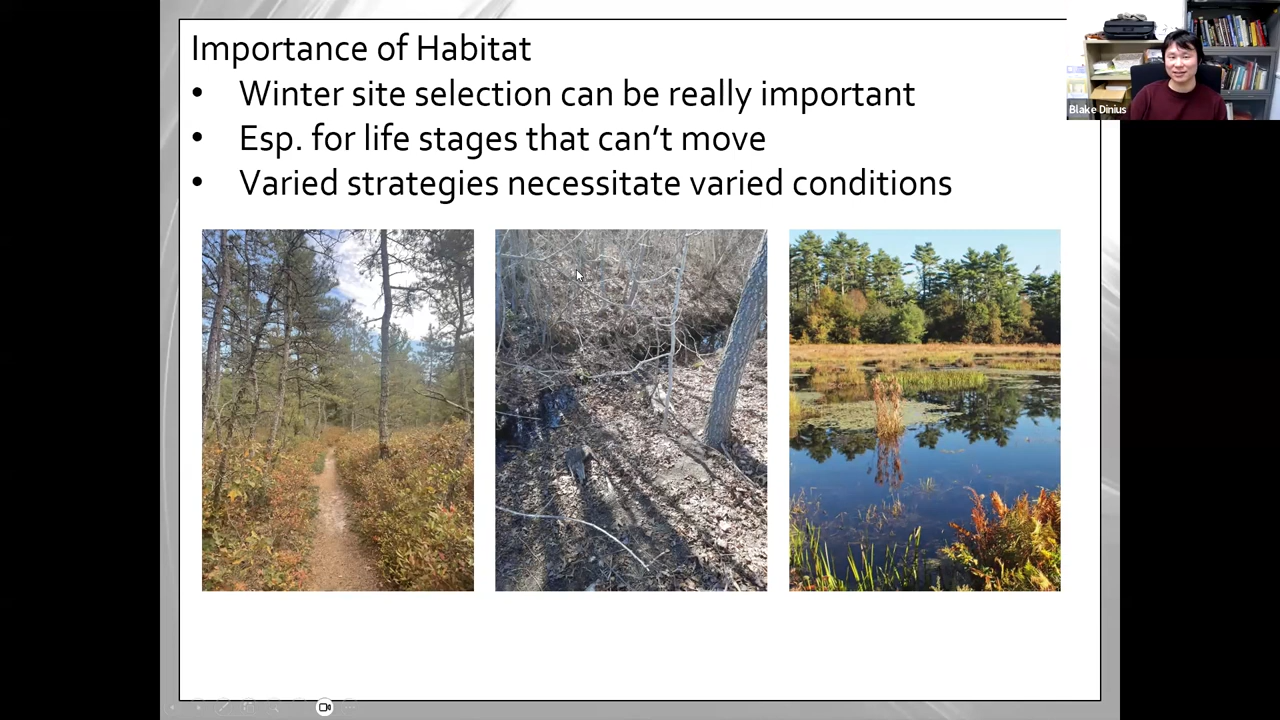 Importance of Habitat
• Winter site selection can be really important
• Esp. for life stages that can’t move
• Varied strategies necessitate varied conditions
Blake Dinius